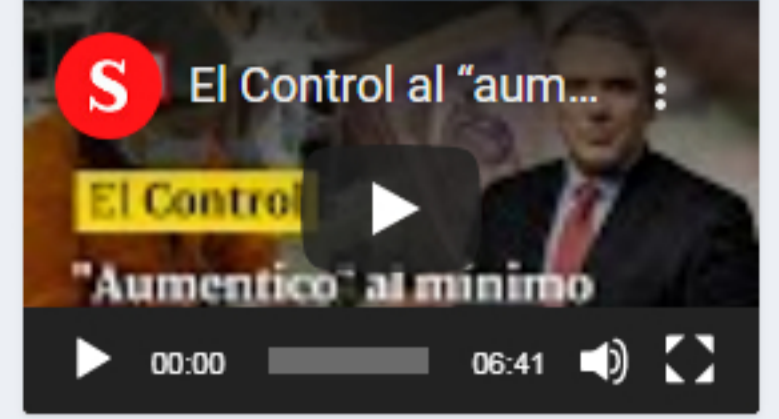 S El Control al “aum...
El Control
"Aumentico" al mínimo
00:00 06:41